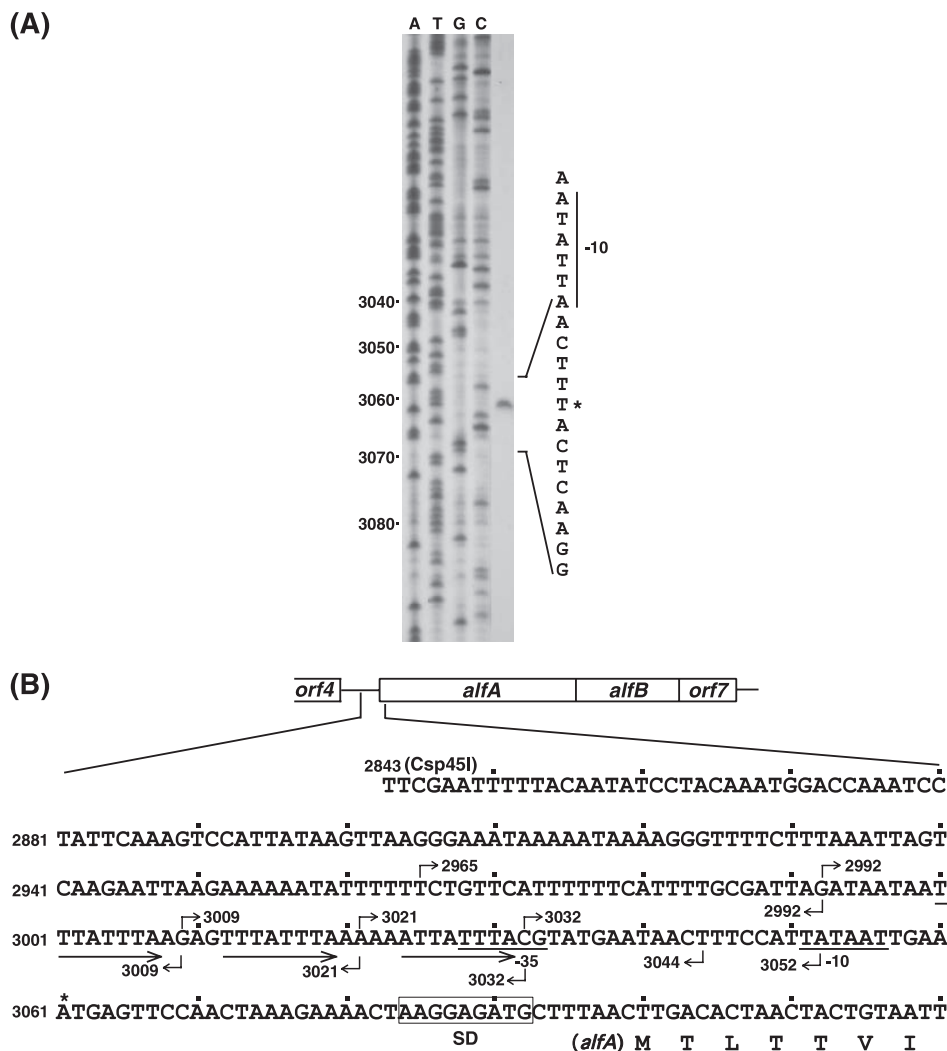 (A)
A T G C
3040
3050
3060
3070
3080
A
A
T
A
T
T
A
A
C
T
T
T *
A
C
T
C
A
A
G
G
-10
(B)
orf4 alfA alfB orf7
2843 (Csp45I)
TTCGAATTTTTACAATATCCTACAAATGGACCAAATCC
2881 TATTCAAAGTCCATTATAAGTTAAGGGAAATAAAAATAAAAGGGTTTTCTTTAAATTAGT
2965 2992
2941 CAAGAATTAAGAAAAAATATTTTTTCTGTTCATTTTTTCATTTTGCGATTAGATAATAAT
2992
3009 3021 3032
3001 TTATTTAAGAGTTTATTTAAAAAATTATTTACGTATGAATAACTTTCCATTATAATTGAA
3009 3021 3032 -35 3044 3052 -10
*
3061 ATGAGTTCCAACTAAAGAAAACTAAGGAGATGCTTTAACTTGACACTAACTACTGTAATT
SD (alfA) M T L T T V I